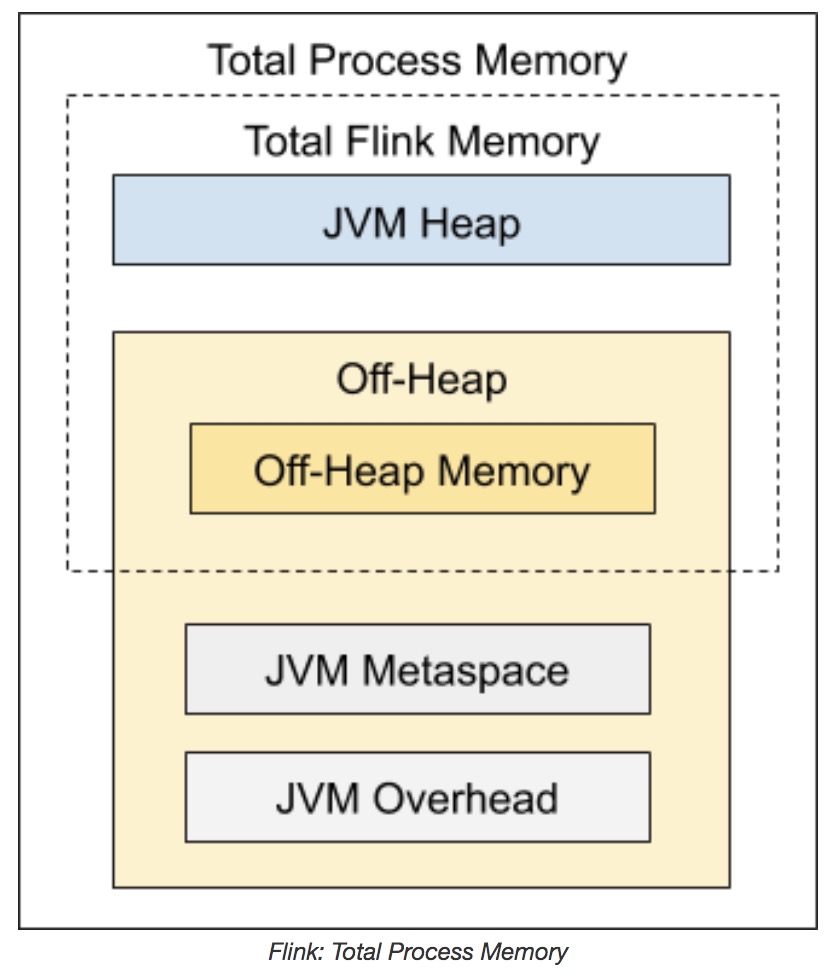 Total Process Memory
Total Flink Memory
JVM Heap
Off-Heap
Off-Heap Memory
JVM Metaspace
JVM Overhead
Flink: Total Process Memory